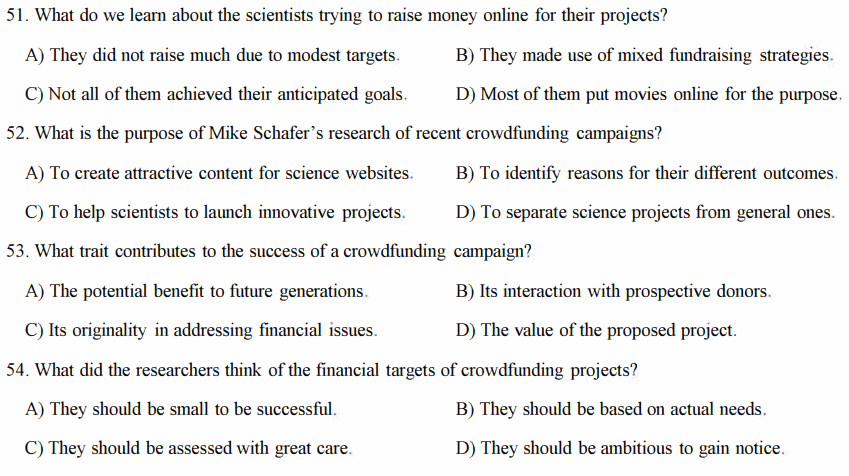 51. What do we learn about the scientists trying to raise money online for their projects?
A) They did not raise much due to modest targets. B) They made use of mixed fundraising strategies.
C) Not all of them achieved their anticipated goals. D) Most of them put movies online for the purpose.
52. What is the purpose of Mike Schafer’s research of recent crowdfunding campaigns?
A) To create attractive content for science websites. B) To identify reasons for their different outcomes.
C) To help scientists to launch innovative projects. D) To separate science projects from general ones.
53. What trait contributes to the success of a crowdfunding campaign?
A) The potential benefit to future generations. B) Its interaction with prospective donors.
C) Its originality in addressing financial issues. D) The value of the proposed project.
54. What did the researchers think of the financial targets of crowdfunding projects?
A) They should be small to be successful. B) They should be based on actual needs.
C) They should be assessed with great care. D) They should be ambitious to gain notice.